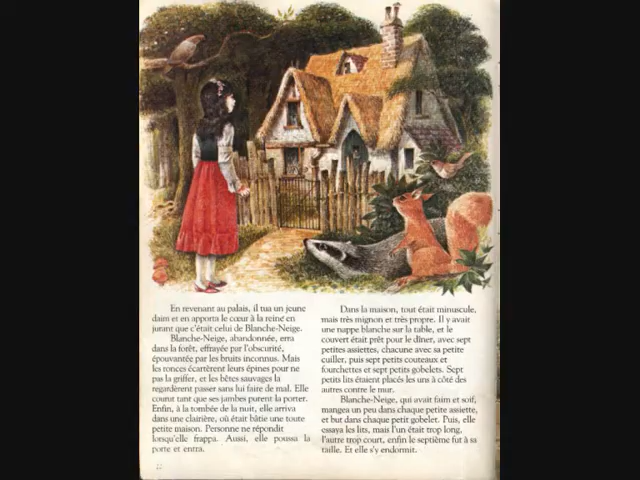 En revenant au palais, il tua un jeune
daim et en apporta le cœur à la reine en
jurant que c'était celui de Blanche-Neige.
Blanche-Neige, abandonnée, erra
dans la forêt, effrayée par l'obscurité,
épouvantée par les bruits inconnus. Mais
les ronces écartèrent leurs épines pour ne
pas la griffer, et les bêtes sauvages la
regardèrent passer sans lui faire de mal. Elle
courut tant que ses jambes purent la porter.
Enfin, à la tombée de la nuit, elle arriva
dans une clairière, où était bâtie une toute
petite maison. Personne ne répondit
lorsqu'elle frappa. Aussi, elle poussa la
porte et entra.
Dans la maison, tout était minuscule,
mais très mignon et très propre. Il y avait
une nappe blanche sur la table, et le
couvert était prêt pour le dîner, avec sept
petites assiettes, chacune avec sa petite
cuiller, puis sept petits couteaux et
fourchettes et sept petits gobelets. Sept
petits lits étaient placés les uns à côté des
autres contre le mur.
Blanche-Neige, qui avait faim et soif,
mangea un peu dans chaque petite assiette,
et but dans chaque petit gobelet. Puis, elle
essaya les lits, mais l'un était trop long,
l'autre trop court, enfin le septième fut à sa
taille. Et elle s'y endormit.